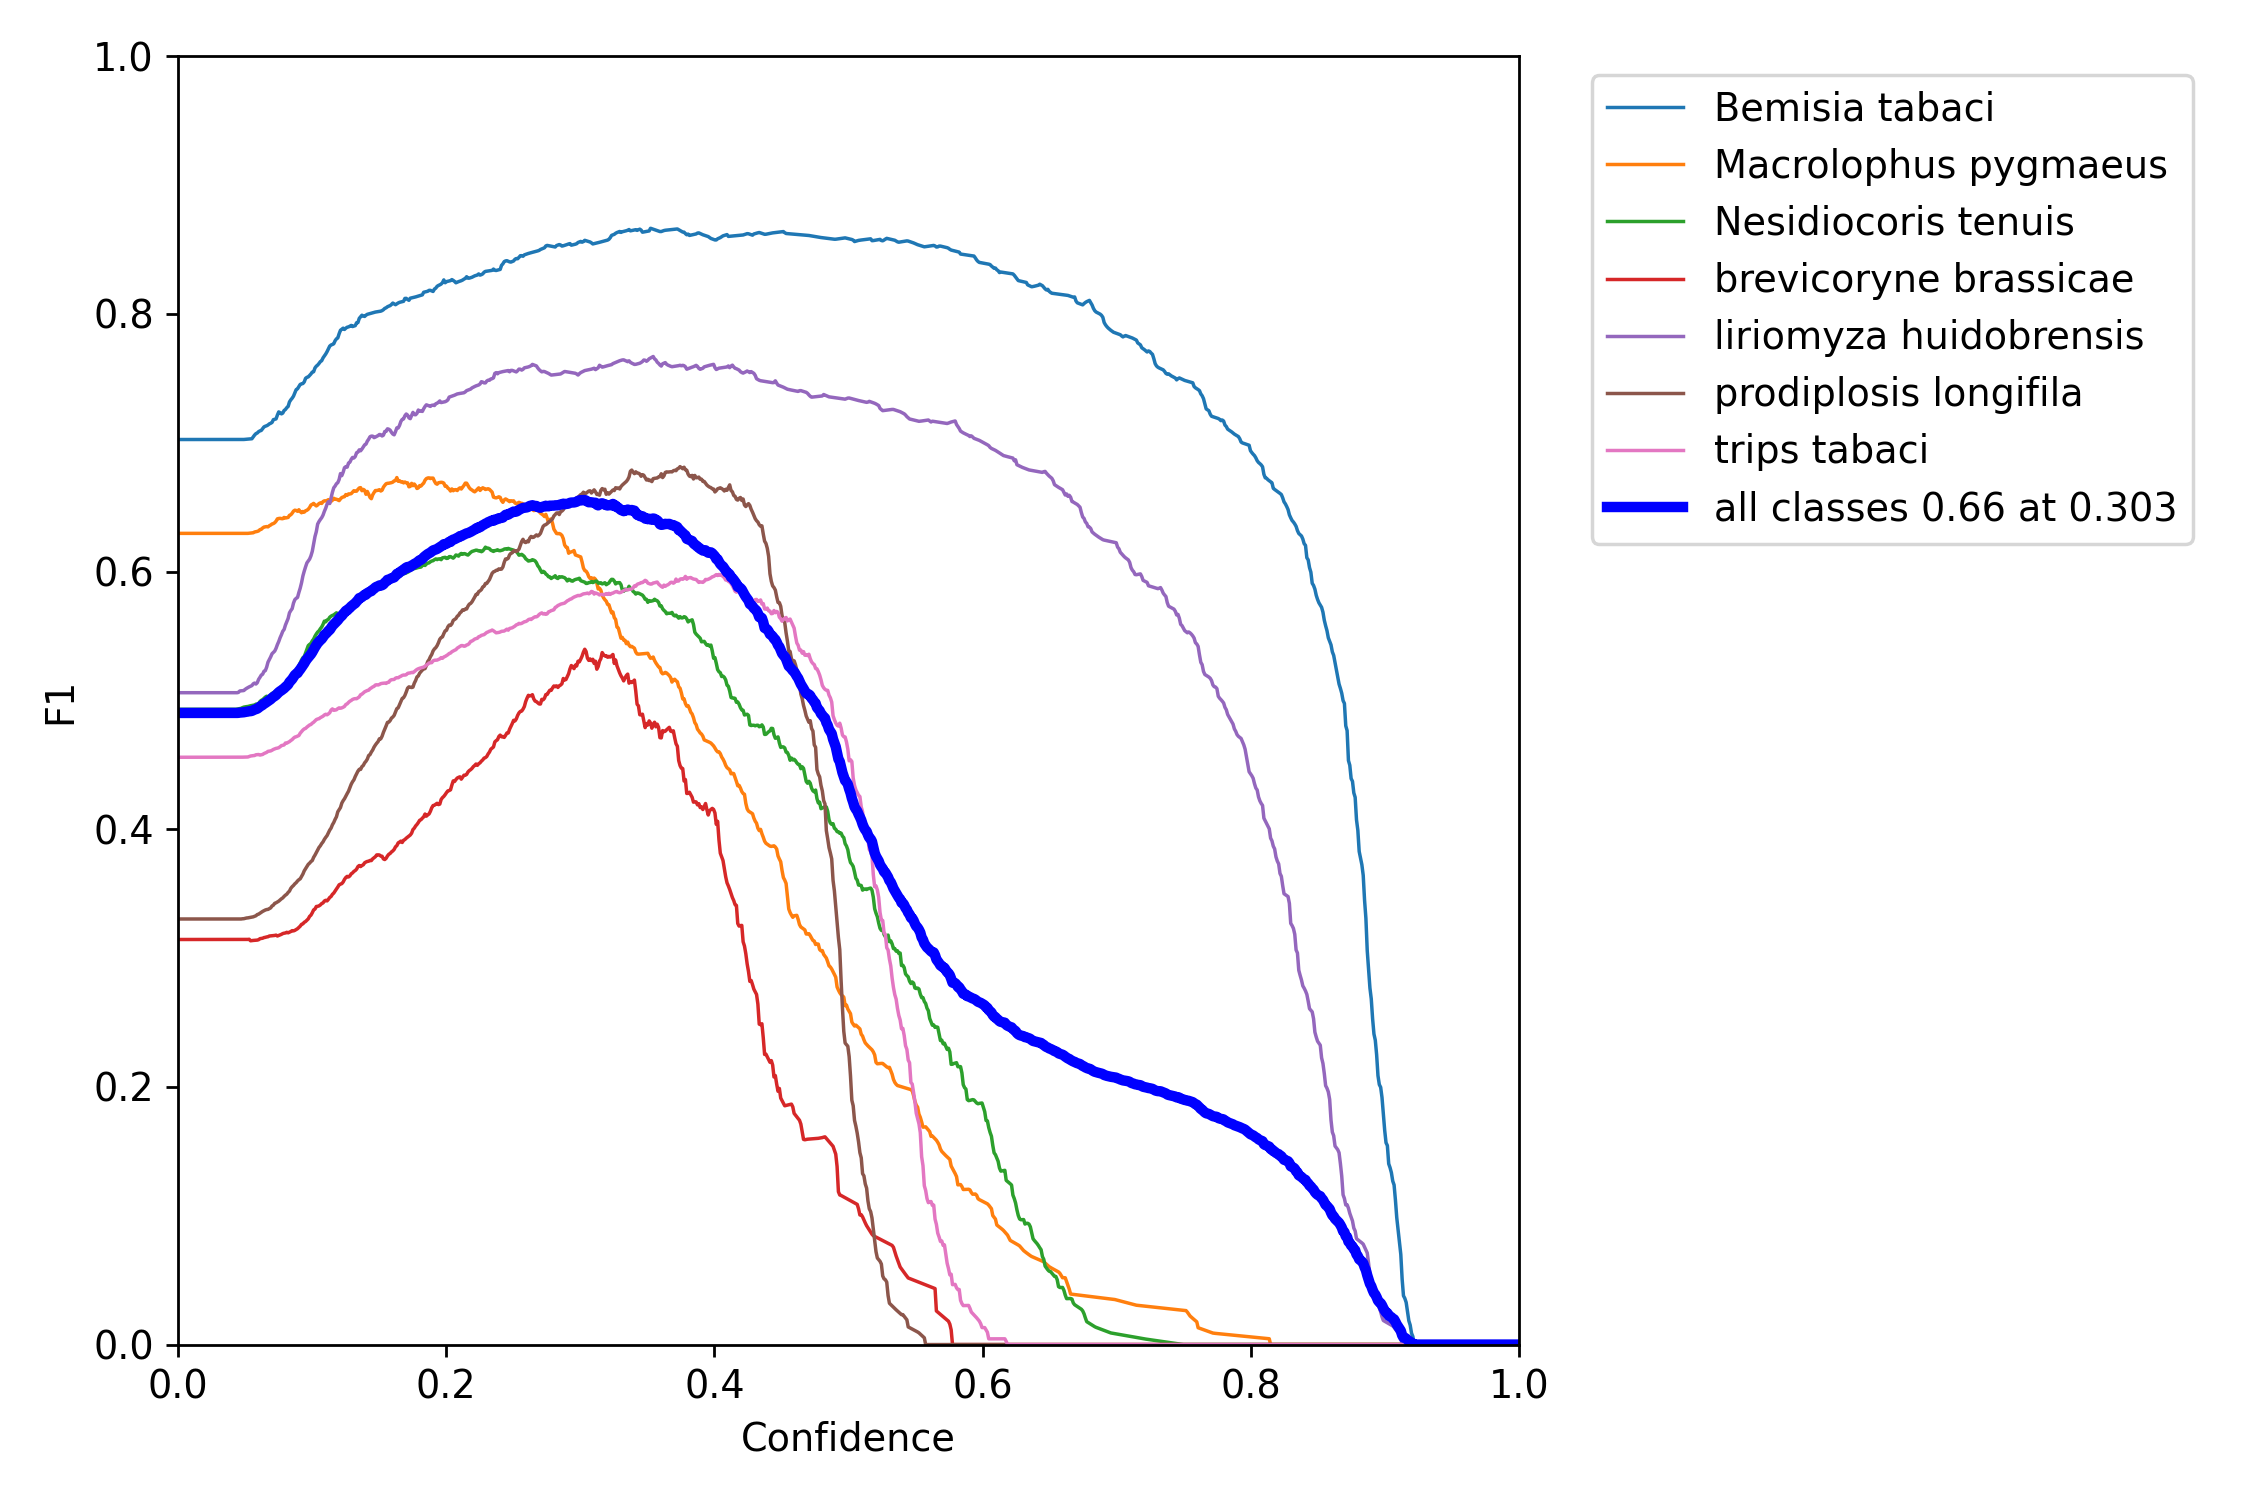 1.0
0.8
0.6
0.4
0.2
0.0
F1
0.0 0.2 0.4 0.6 0.8 1.0
Confidence
Bemisia tabaci
Macrolophus pygmaeus
Nesidiocoris tenuis
brevicoryne brassicae
liriomyza huidobrensis
prodiplosis longifila
trips tabaci
all classes 0.66 at 0.303